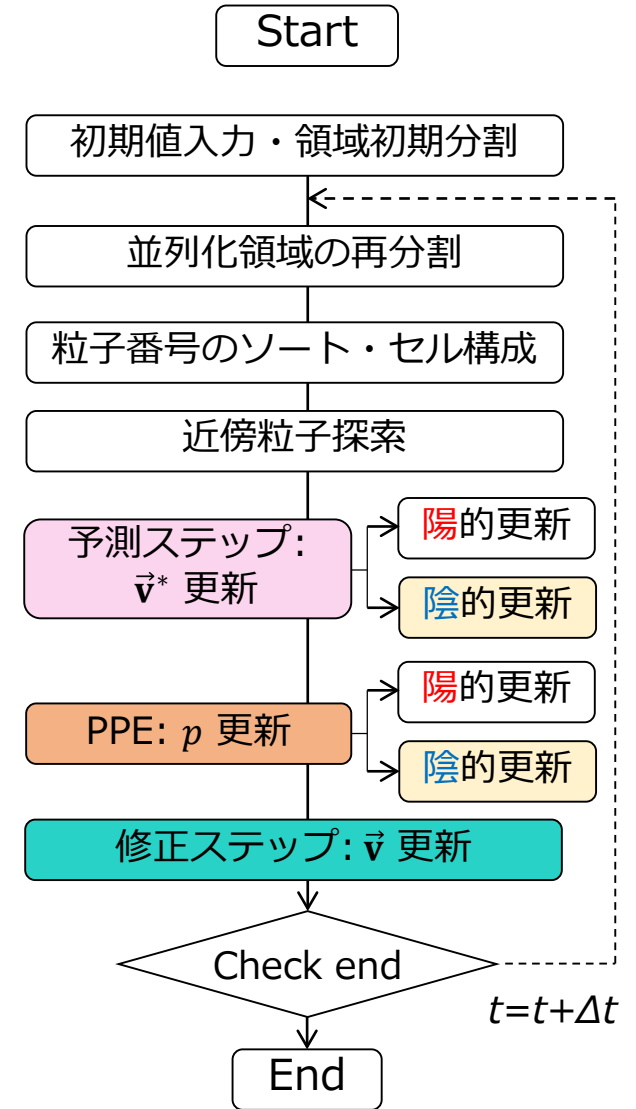 Start
初期値入力・領域初期分割
並列化領域の再分割
粒子番号のソート・セル構成
近傍粒子探索
予測ステップ:
v⃗* 更新
陽的更新
陰的更新
PPE: p 更新
陽的更新
陰的更新
修正ステップ: v⃗ 更新
Check end
t=t+Δt
End